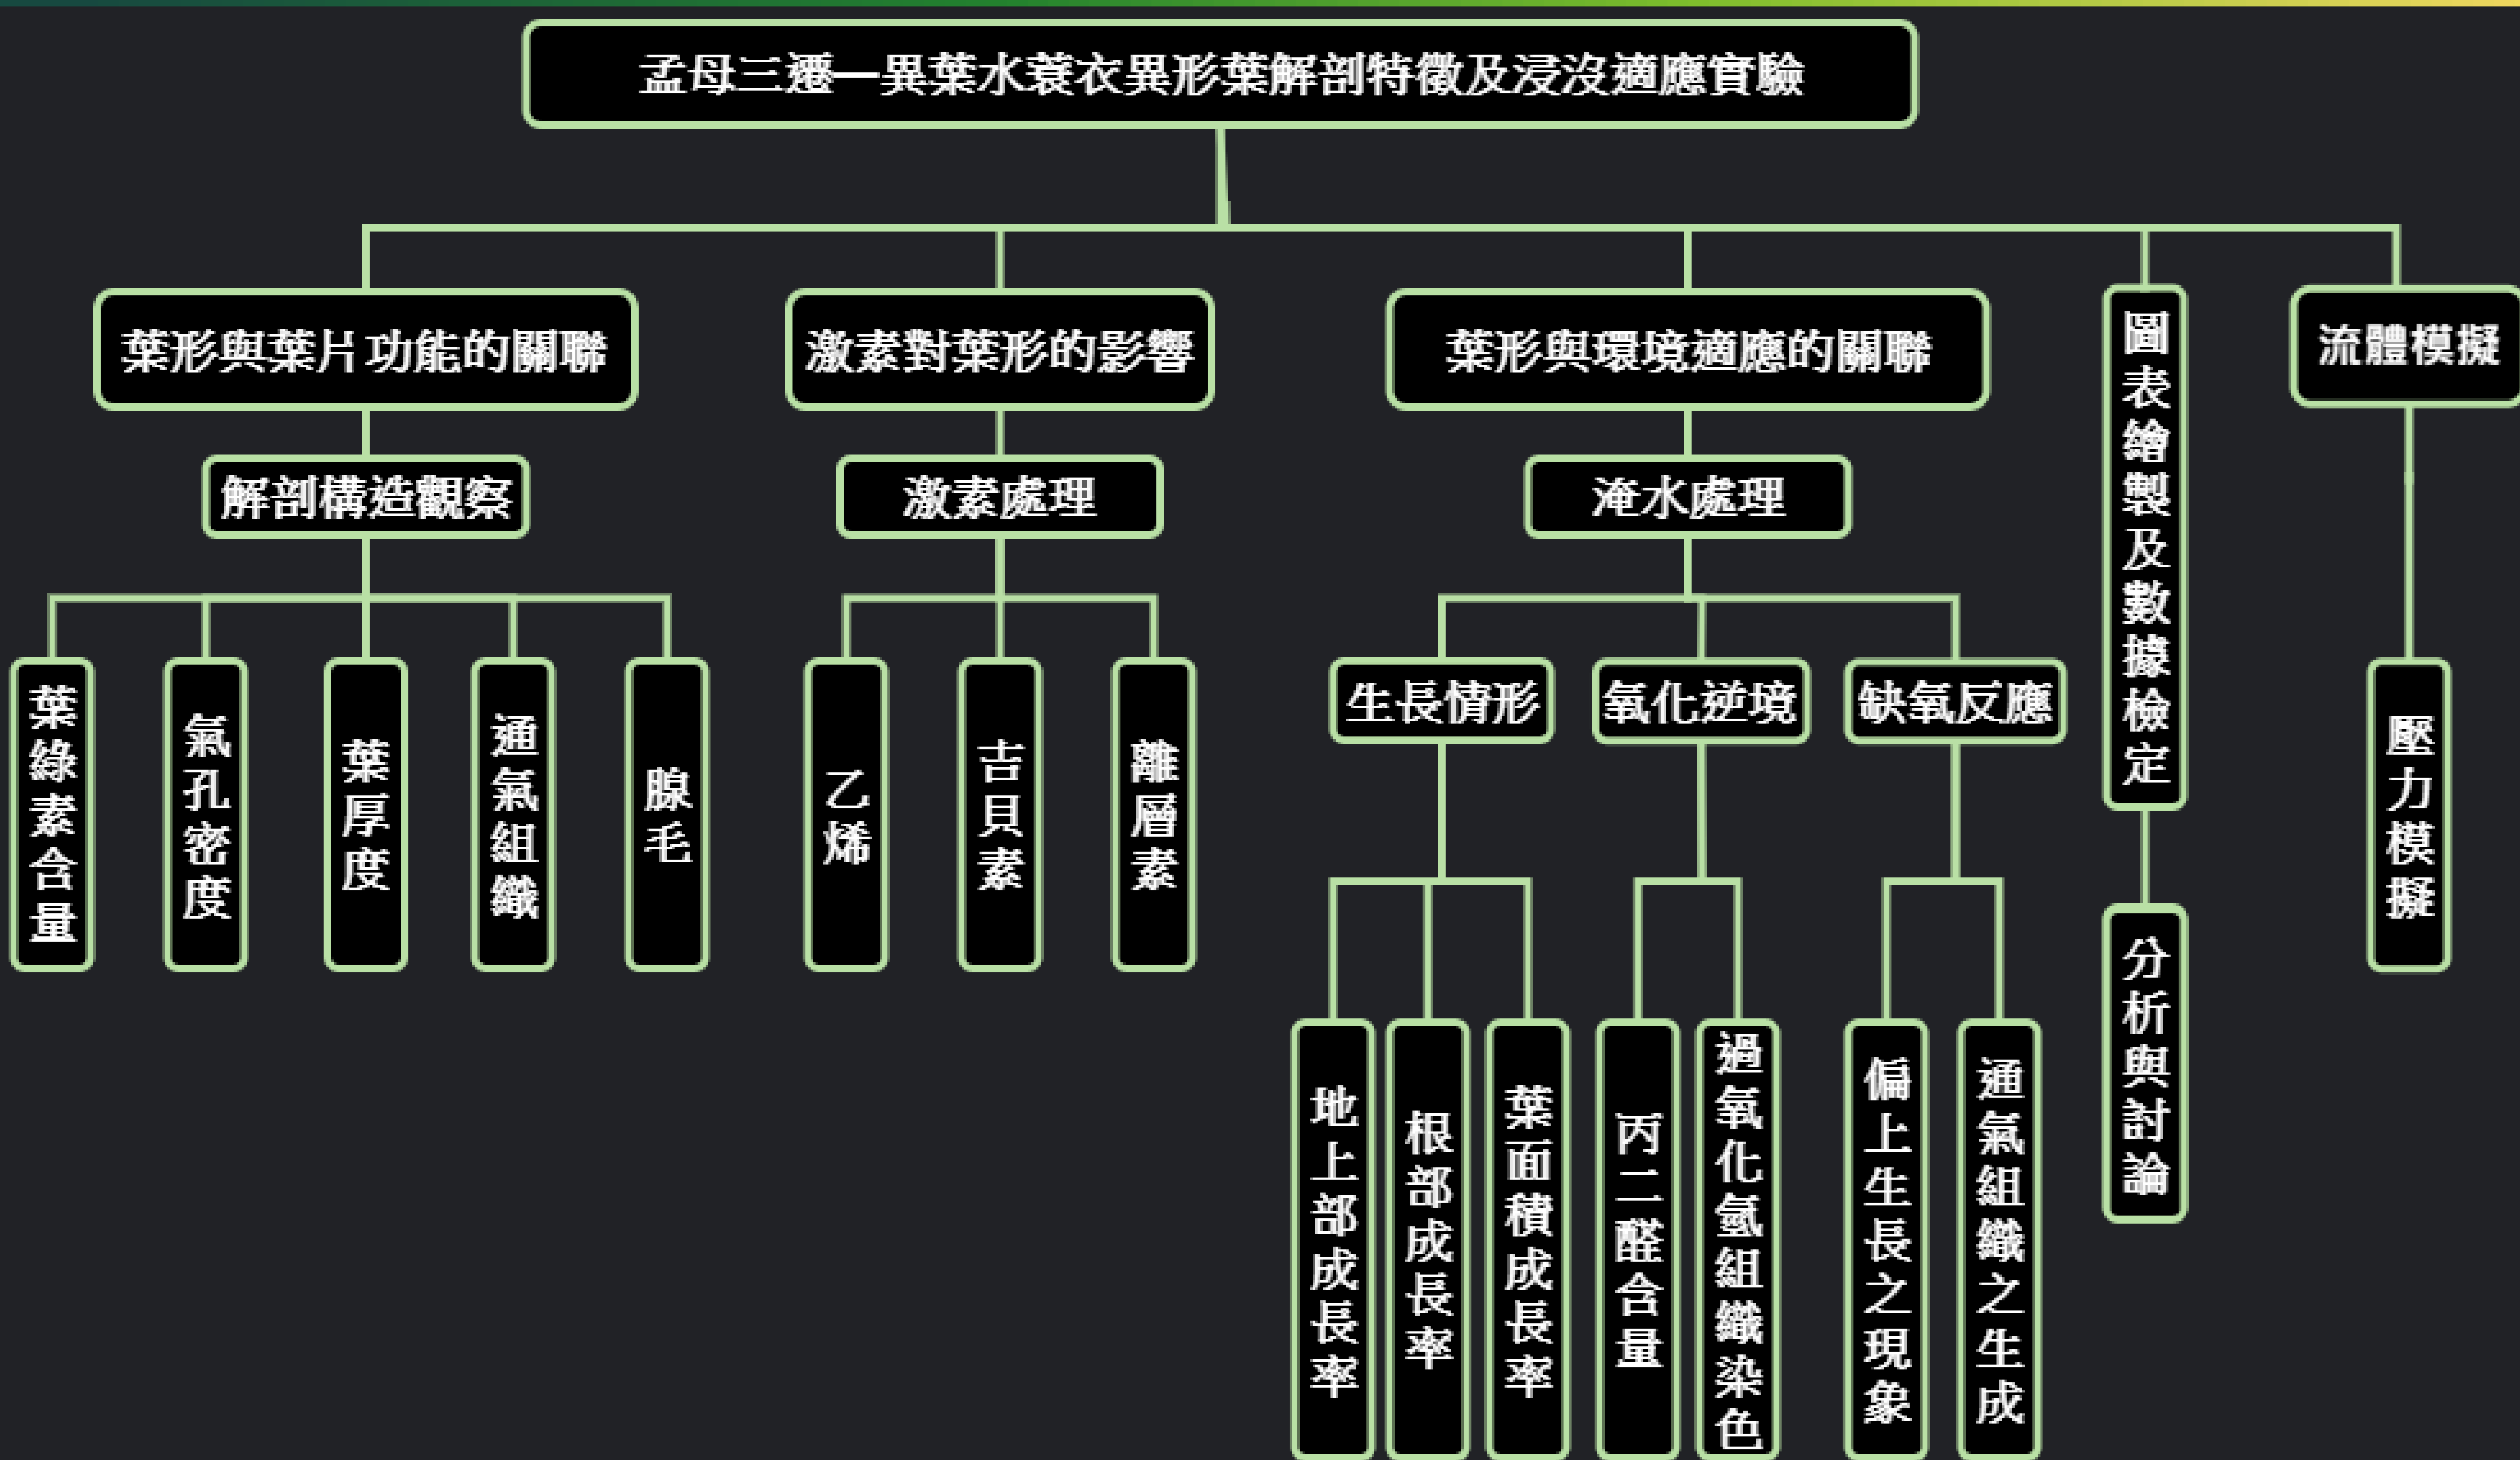 孟母三遷—異葉水蓑衣異形葉解剖特徵及浸沒適應實驗
葉形與葉片功能的關聯
激素對葉形的影響
葉形與環境適應的關聯
圖表繪製及數據檢定
流體模擬
解剖構造觀察
激素處理
淹水處理
葉綠素含量
氣孔密度
葉厚度
通氣組織
腺毛
乙烯
吉貝素
離層素
生長情形
氧化逆境
缺氧反應
壓力模擬
分析與討論
地上部成長率
根部成長率
葉面積成長率
丙二醛含量
過氧化氫組織染色
偏上生長之現象
通氣組織之生成